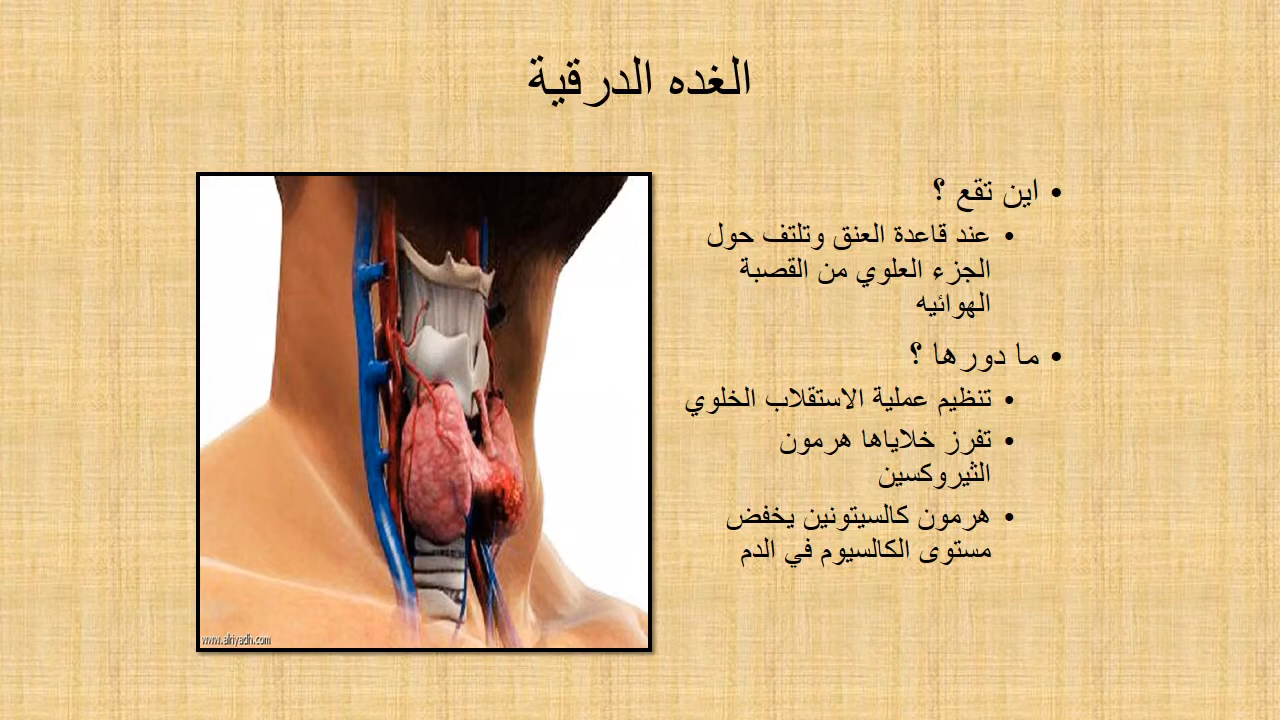 الغده الدرقية
• اين تقع ؟
• عند قاعدة العنق وتلتف حول
الجزء العلوي من القصبة
الهوائيه
• ما دورها ؟
• تنظيم عملية الاستقلاب الخلوي
• تفرز خلاياها هرمون
الثيروكسين
• هرمون كالسيتونين يخفض
مستوى الكالسيوم في الدم
www.alriyadh.com